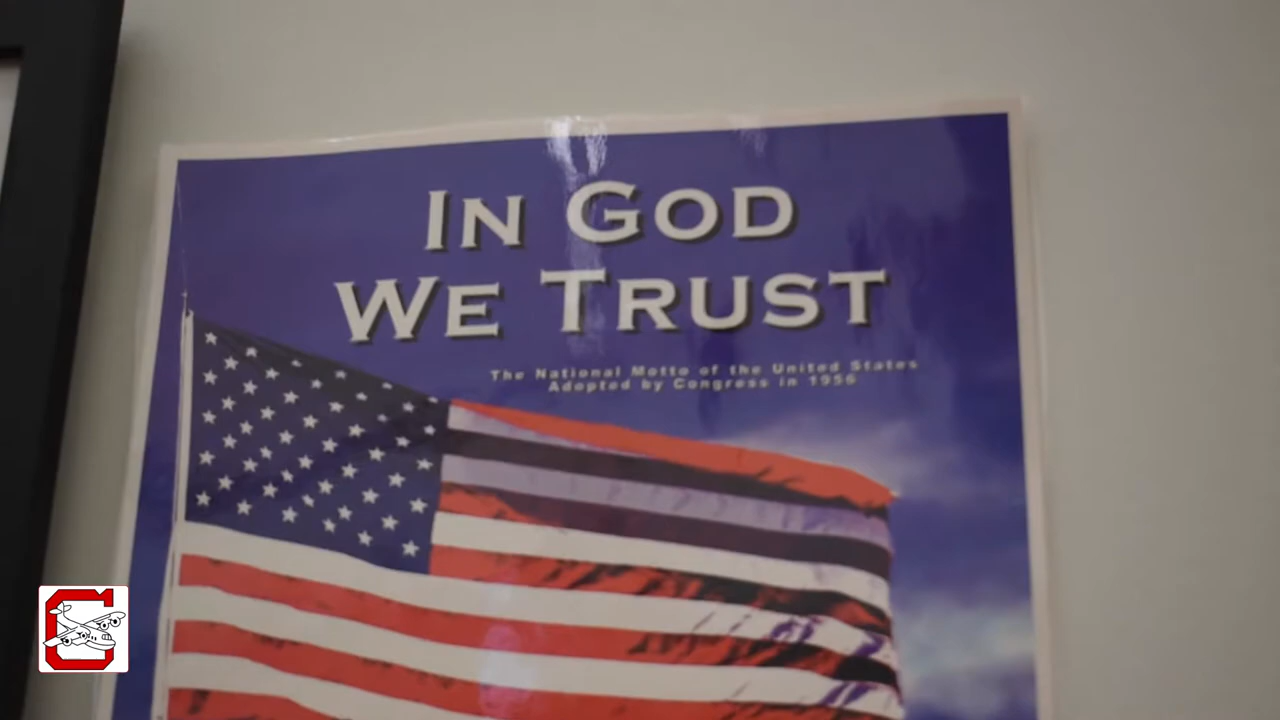 IN GOD
WE TRUST
The National Motto of the United States
Adopted by Congress in 1956
C